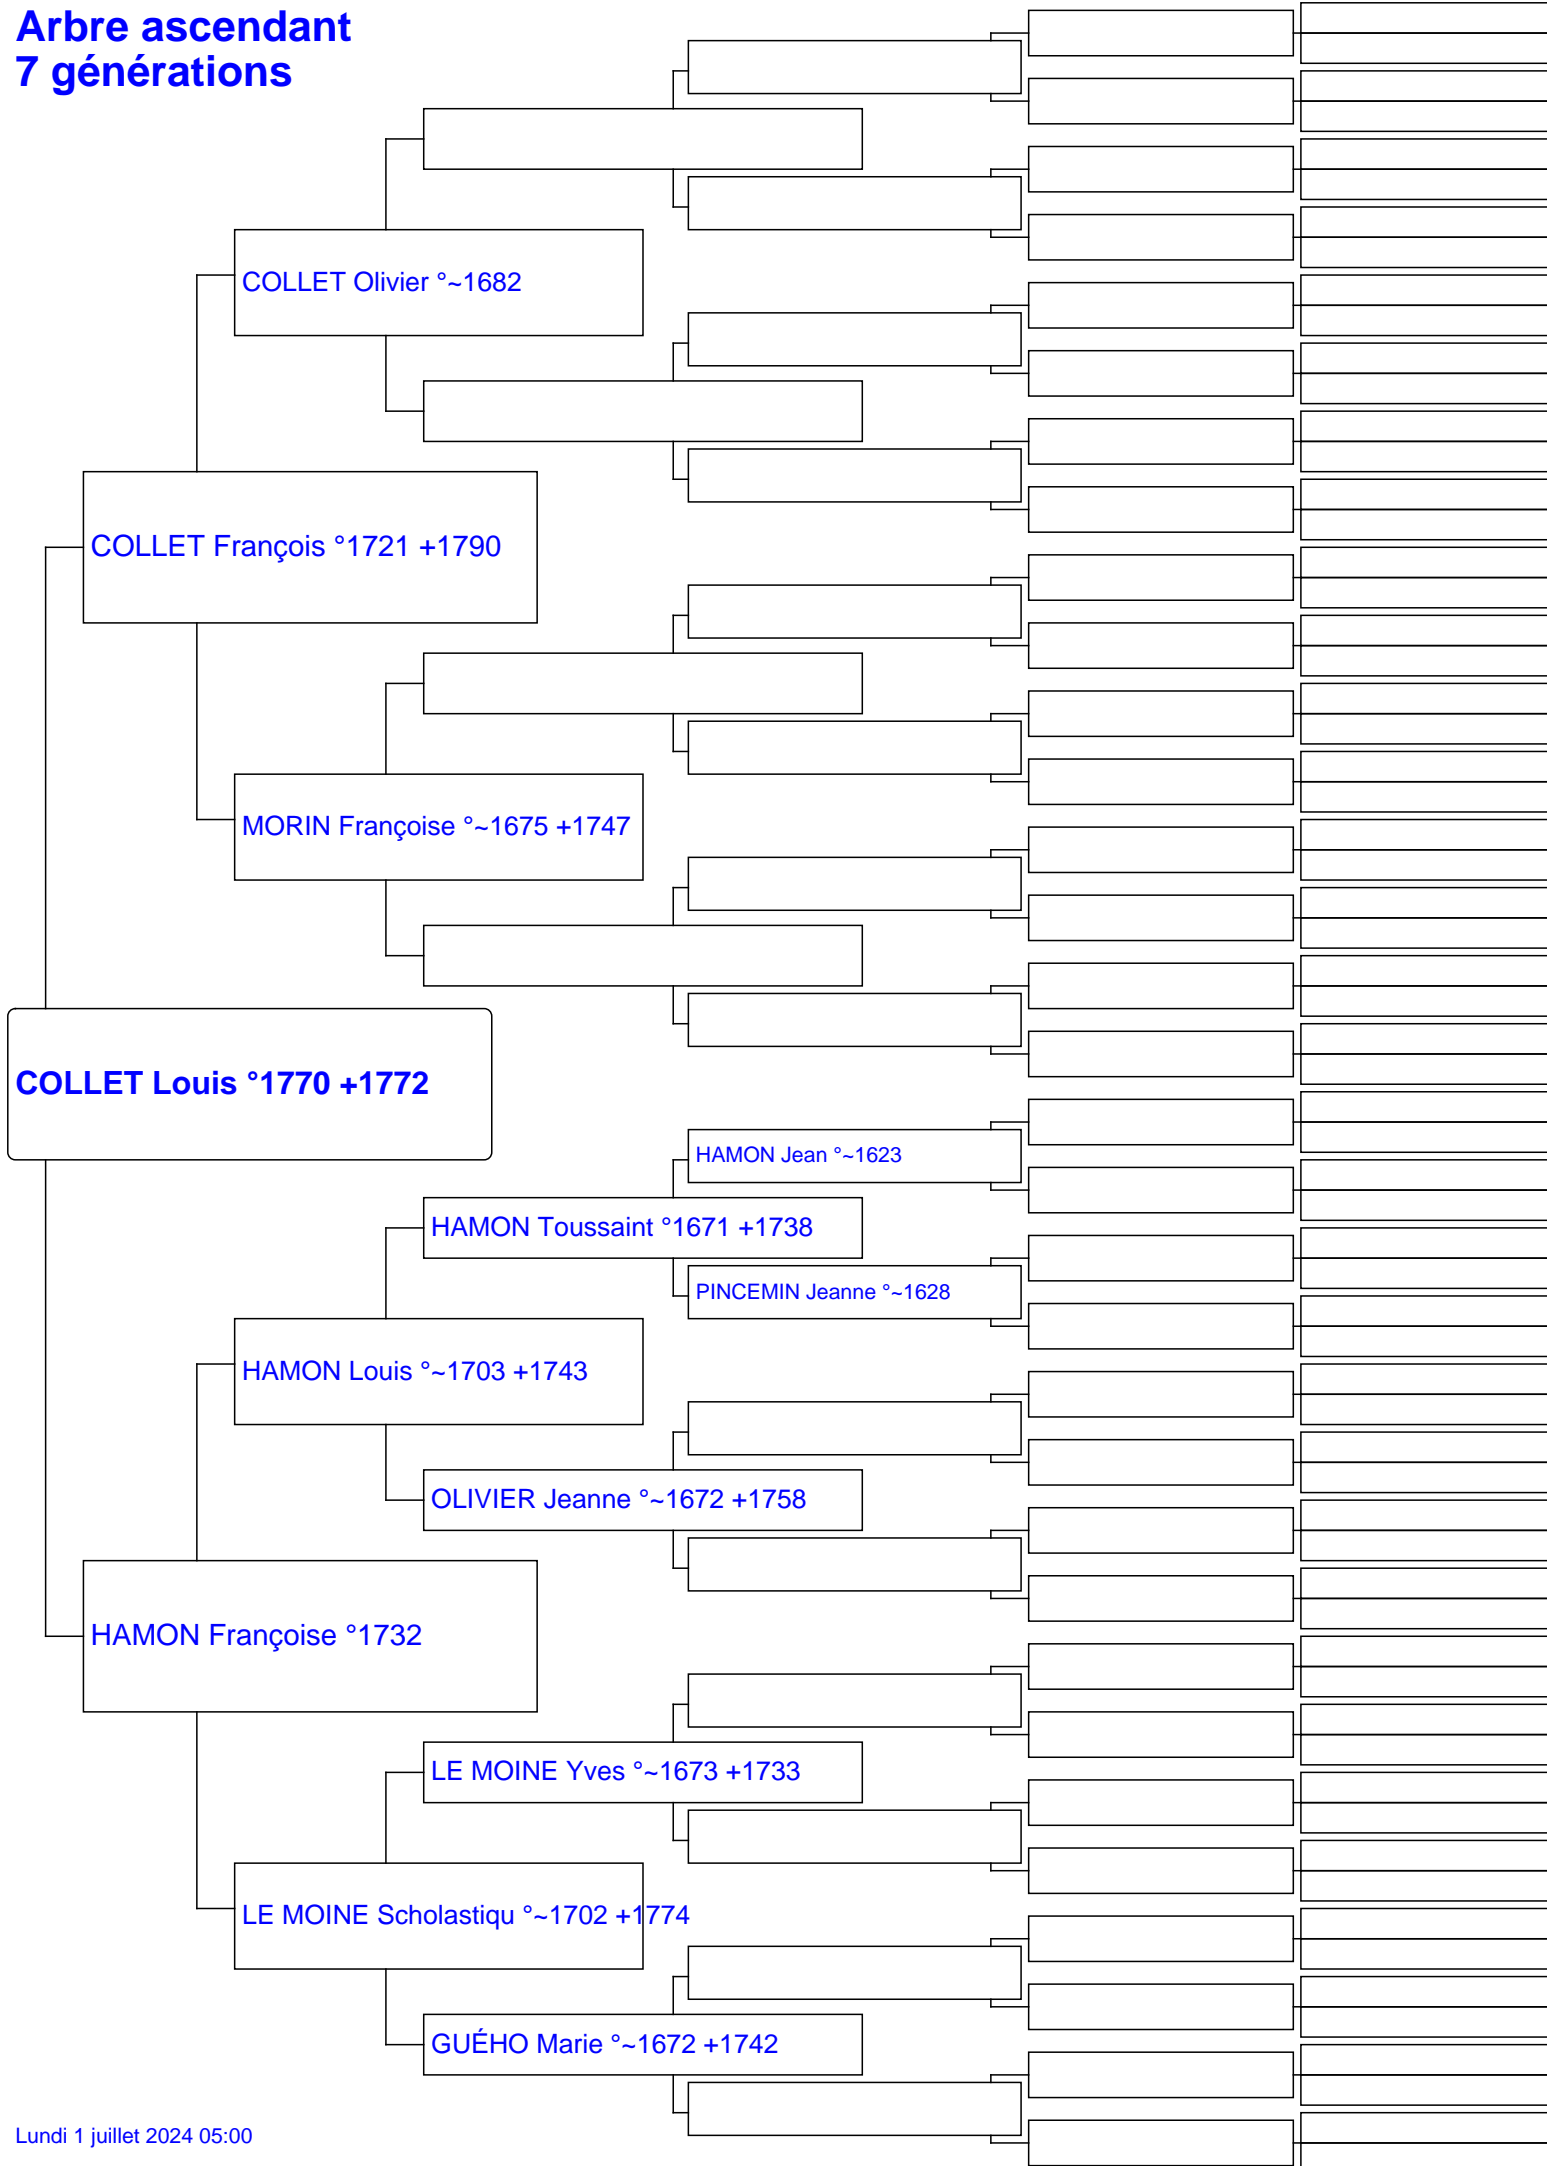 Arbre ascendant
7 générations
COLLET Olivier °~1682
COLLET François °1721 +1790
MORIN Françoise °~1675 +1747
COLLET Louis °1770 +1772
HAMON Jean °~1623
HAMON Toussaint °1671 +1738
PINCEMIN Jeanne °~1628
HAMON Louis °~1703 +1743
OLIVIER Jeanne °~1672 +1758
HAMON Françoise °1732
LE MOINE Yves °~1673 +1733
LE MOINE Scholastiqu °~1702 +1774
GUÉHO Marie °~1672 +1742
Lundi 1 juillet 2024 05:00